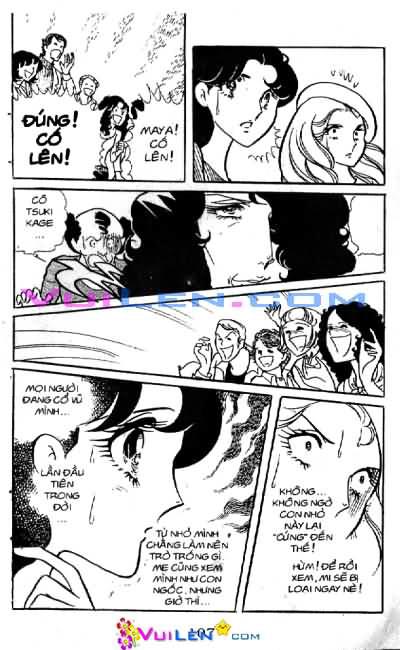 ĐÚNG!
CỐ
LÊN!
MAYA!
CỐ
LÊN!
CÔ
TSUKI
KAGE
...
VUILEN.COM
MỌI NGƯỜI
ĐANG CỔ VŨ
MÌNH...
LẦN ĐẦU
TIÊN
TRONG
ĐỜI
...
TỪ NHỎ MÌNH
CHẲNG LÀM NÊN
TRÒ TRỐNG GÌ.
MẸ CŨNG XEM
MÌNH NHƯ CON
NGỐC, NHƯNG
GIỜ THÌ...
KHÔNG...
KHÔNG NGỜ
CON NHỎ
NÀY LẠI
"CỨNG" ĐẾN
THẾ!
HỪM! ĐỂ RỒI
XEM, MI SẼ BỊ
LOẠI NGAY NÈ!
107
VUILEN.COM